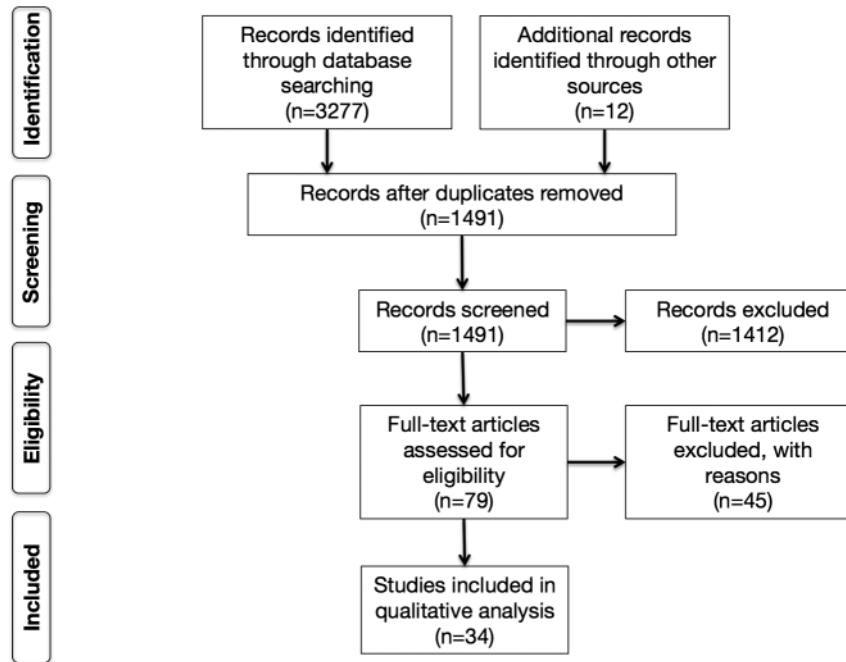 Identification
Records identified
through database
searching
(n=3277)
Additional records
identified through other
sources
(n=12)
Screening
Records after duplicates removed
(n=1491)
Records screened
(n=1491)
Records excluded
(n=1412)
Eligibility
Full-text articles
assessed for
eligibility
(n=79)
Full-text articles
excluded, with
reasons
(n=45)
Included
Studies included in
qualitative analysis
(n=34)